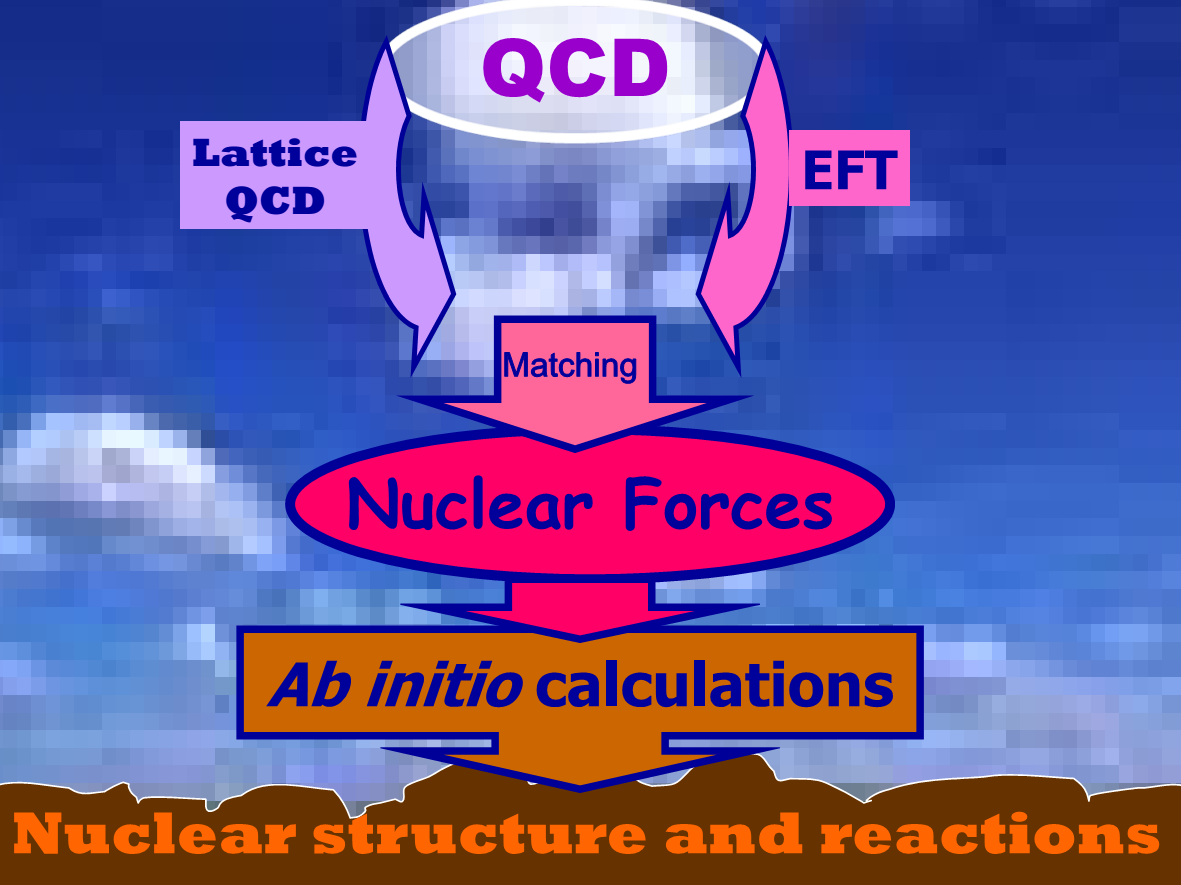 QCD
Lattice
QCD
EFT
Matching
Nuclear Forces
Ab initio calculations
Nuclear structure and reactions